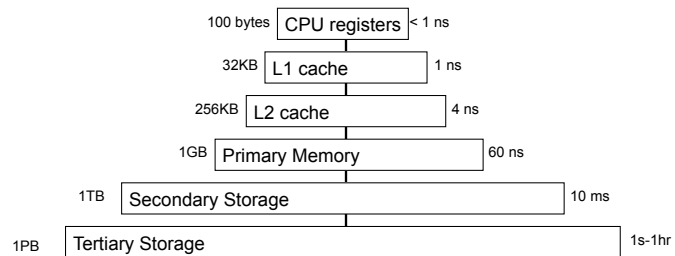 100 bytes CPU registers < 1 ns
32KB L1 cache 1 ns
256KB L2 cache 4 ns
1GB Primary Memory 60 ns
1TB Secondary Storage 10 ms
1PB Tertiary Storage 1s-1hr